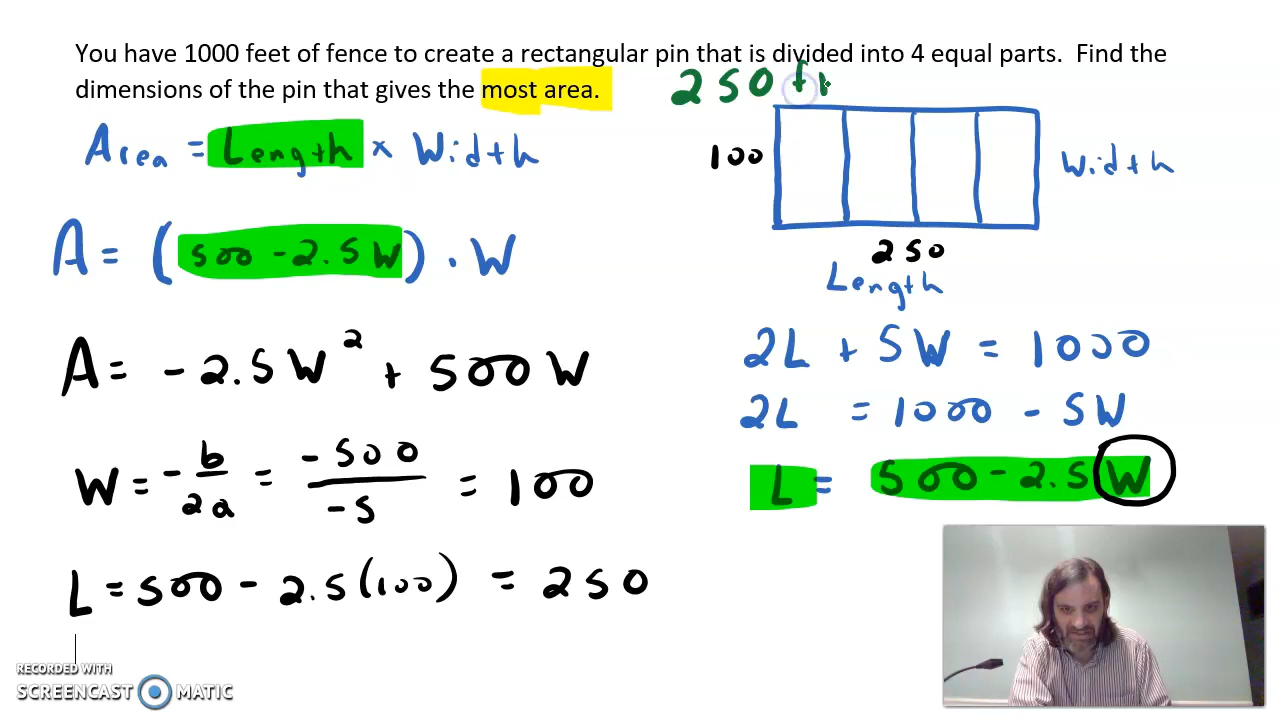 You have 1000 feet of fence to create a rectangular pin that is divided into 4 equal parts. Find the
dimensions of the pin that gives the most area.
250 ft
Area = Length x Width
100
Width
250
Length
A = (500 - 2.5W) · W
A = -2.5W² + 500W
2L + 5W = 1000
2L = 1000 - 5W
L = 500 - 2.5W
W = -b/2a = -500/-5 = 100
L = 500 - 2.5(100) = 250
RECORDED WITH
SCREENCAST MATIC